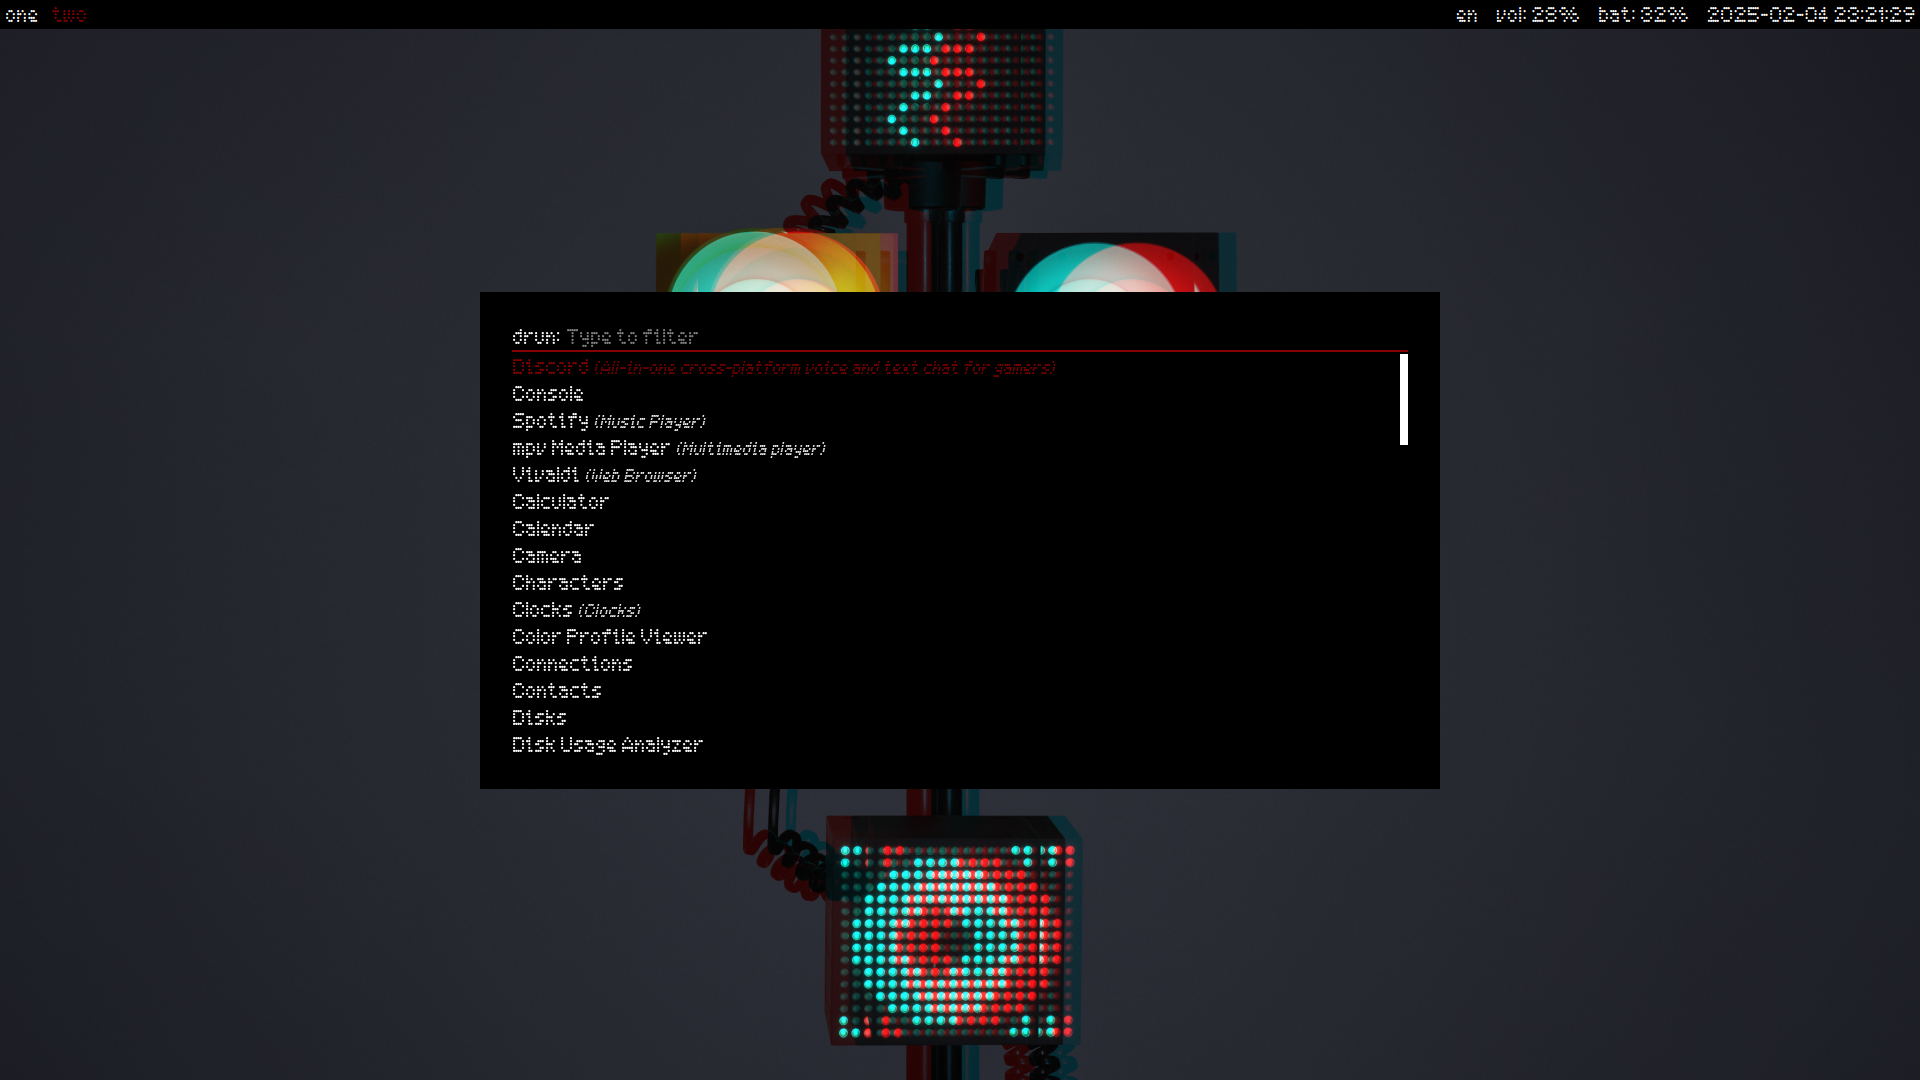 one two
en vol: 28% bat: 82% 2025-02-04 23:21:29
drun: Type to filter
Discord (All-in-one cross-platform voice and text chat for gamers)
Console
Spotify (Music Player)
mpv Media Player (Multimedia player)
Vivaldi (Web Browser)
Calculator
Calendar
Camera
Characters
Clocks (Clocks)
Color Profile Viewer
Connections
Contacts
Disks
Disk Usage Analyzer